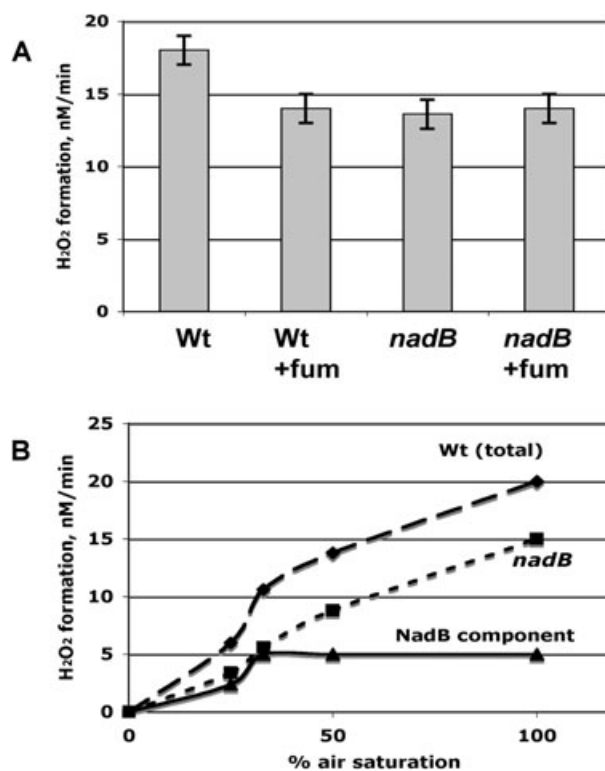 A
H₂O₂ formation, nM/min
20
15
10
5
0
Wt
Wt +fum
nadB
nadB +fum
B
H₂O₂ formation, nM/min
25
20
15
10
5
0
Wt (total)
nadB
NadB component
0 50 100
% air saturation